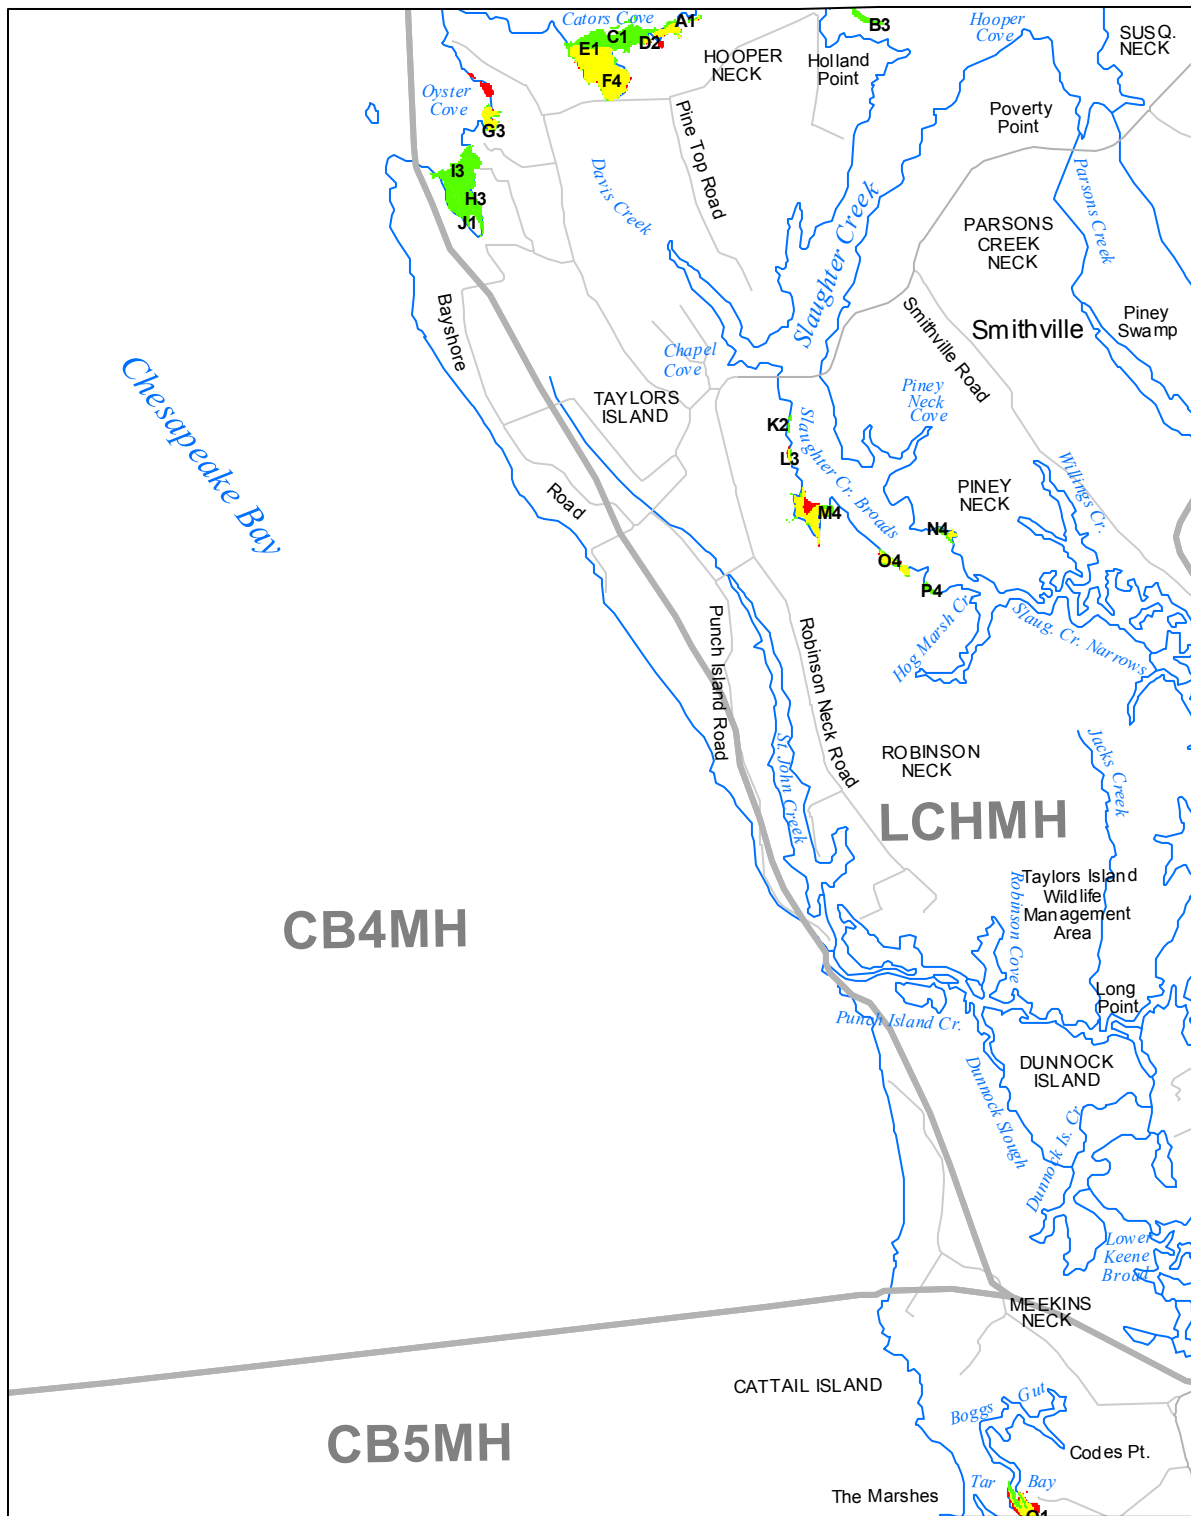 Cators Cove
A1
B3
Hooper
Cove
SUSQ.
NECK
C1
D2
E1
F4
HOOPER
NECK
Holland
Point
Oyster
Cove
G3
Poverty
Point
Pine Top Road
Davis Creek
I3
H3
J1
Slaughter Creek
Parsons Creek
PARSONS
CREEK
NECK
Bayshore
Smithville Road
Smithville
Piney
Swamp
Chesapeake Bay
Chapel
Cove
TAYLORS
ISLAND
Piney
Neck
Cove
K2
L3
Slaughter Cr. Broads
Willings Cr.
Road
PINEY
NECK
M4
N4
O4
P4
Hog Marsh Cr.
Slaug. Cr. Narrows
Punch Island Road
Robinson Neck Road
St. John Creek
ROBINSON
NECK
Jacks Creek
LCHMH
Robinson Cove
Taylors Island
Wildlife
Management
Area
CB4MH
Long
Point
Punch Island Cr.
DUNNOCK
ISLAND
Dunnock Slough
Dunnock Is. Cr
Lower
Keene
Broad
MEEKINS
NECK
CATTAIL ISLAND
Boggs Gut
CB5MH
Codes Pt.
Tar Bay
The Marshes